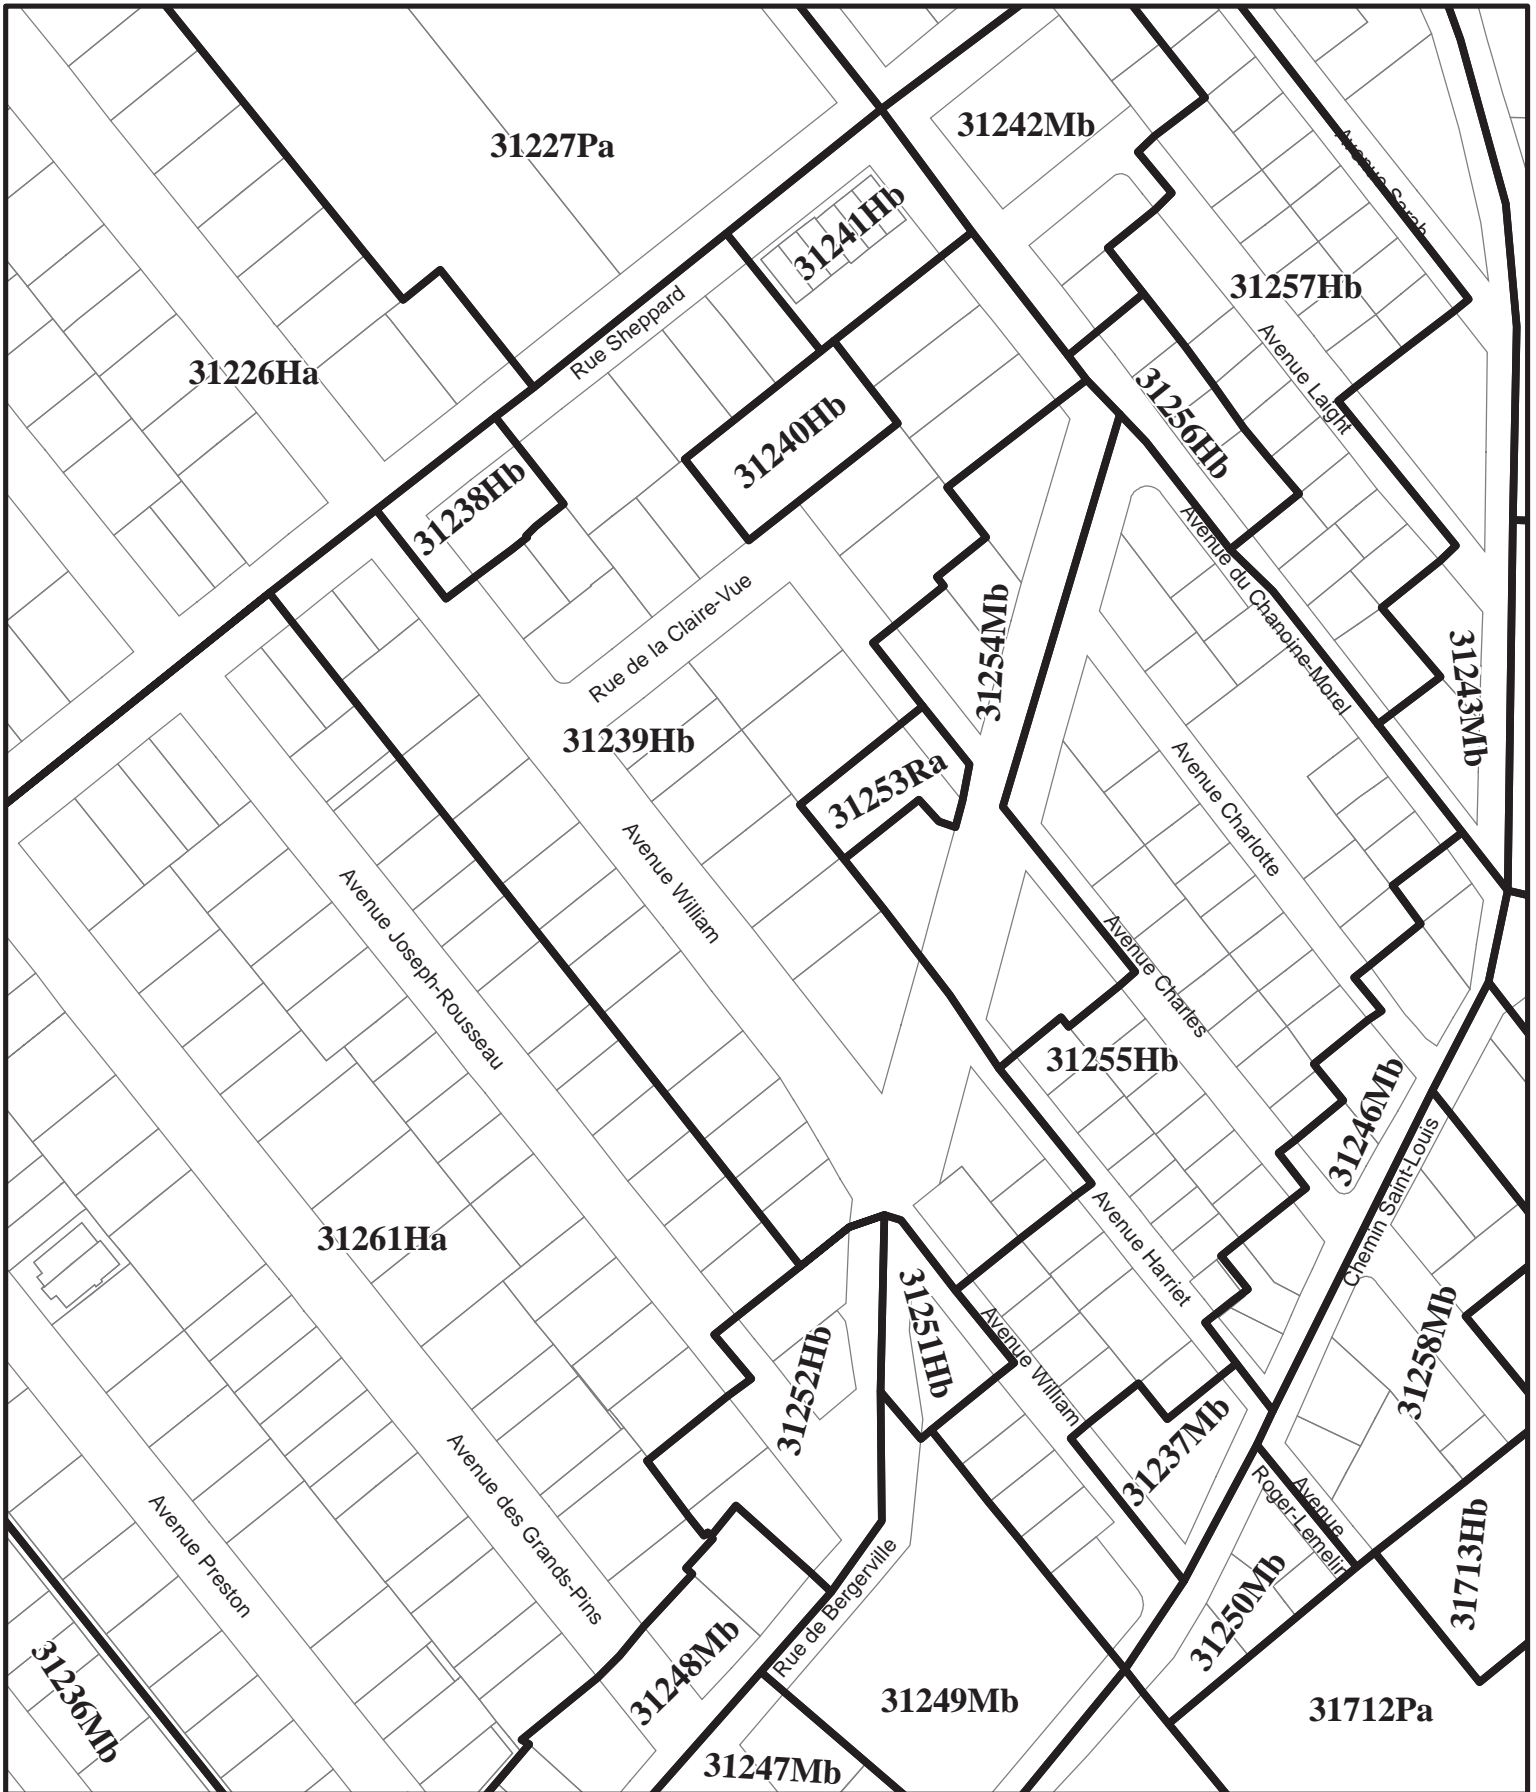 31227Pa
31242Mb
Avenue Sarah
31241Hb
31257Hb
Rue Sheppard
31226Ha
Avenue Laight
31256Hb
31240Hb
31238Hb
Avenue du Chanoine-Morel
Rue de la Claire-Vue
31254Mb
31243Mb
31239Hb
31253Ra
Avenue Charlotte
Avenue William
Avenue Joseph-Rousseau
Avenue Charles
31255Hb
31246Mb
Chemin Saint-Louis
31261Ha
Avenue Harriet
31251Hb
31252Hb
Avenue William
31258Mb
31237Mb
Avenue
Roger-Lemelin
Avenue des Grands-Pins
Avenue Preston
31713Hb
Rue de Bergerville
31250Mb
31248Mb
31236Mb
31249Mb
31712Pa
31247Mb